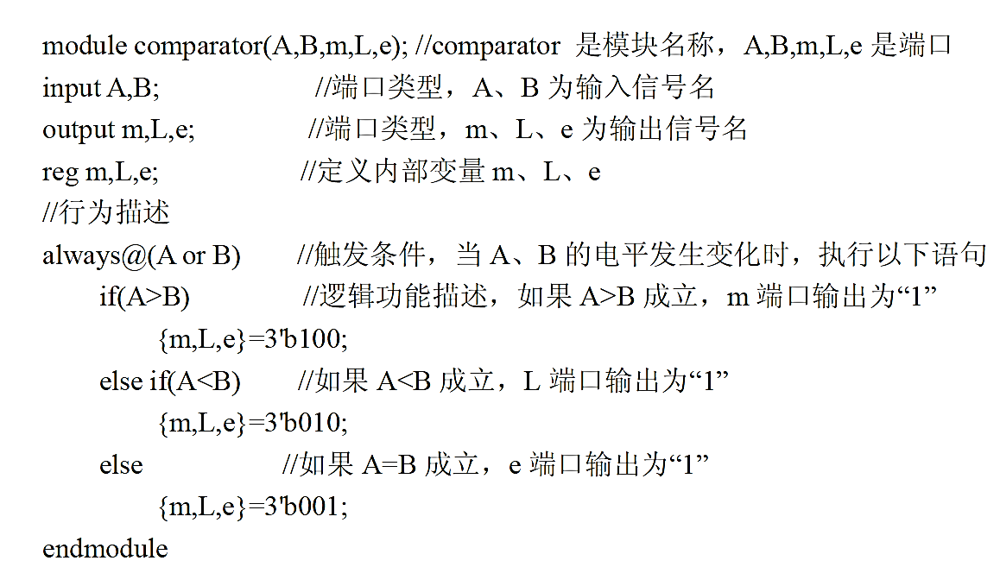 module comparator(A,B,m,L,e); //comparator 是模块名称，A,B,m,L,e 是端口
input A,B; //端口类型，A、B 为输入信号名
output m,L,e; //端口类型，m、L、e 为输出信号名
reg m,L,e; //定义内部变量 m、L、e
//行为描述
always@(A or B) //触发条件，当 A、B 的电平发生变化时，执行以下语句
if(A>B) //逻辑功能描述，如果 A>B 成立，m 端口输出为“1”
{m,L,e}=3'b100;
else if(A<B) //如果 A<B 成立，L 端口输出为“1”
{m,L,e}=3'b010;
else //如果 A=B 成立，e 端口输出为“1”
{m,L,e}=3'b001;
endmodule